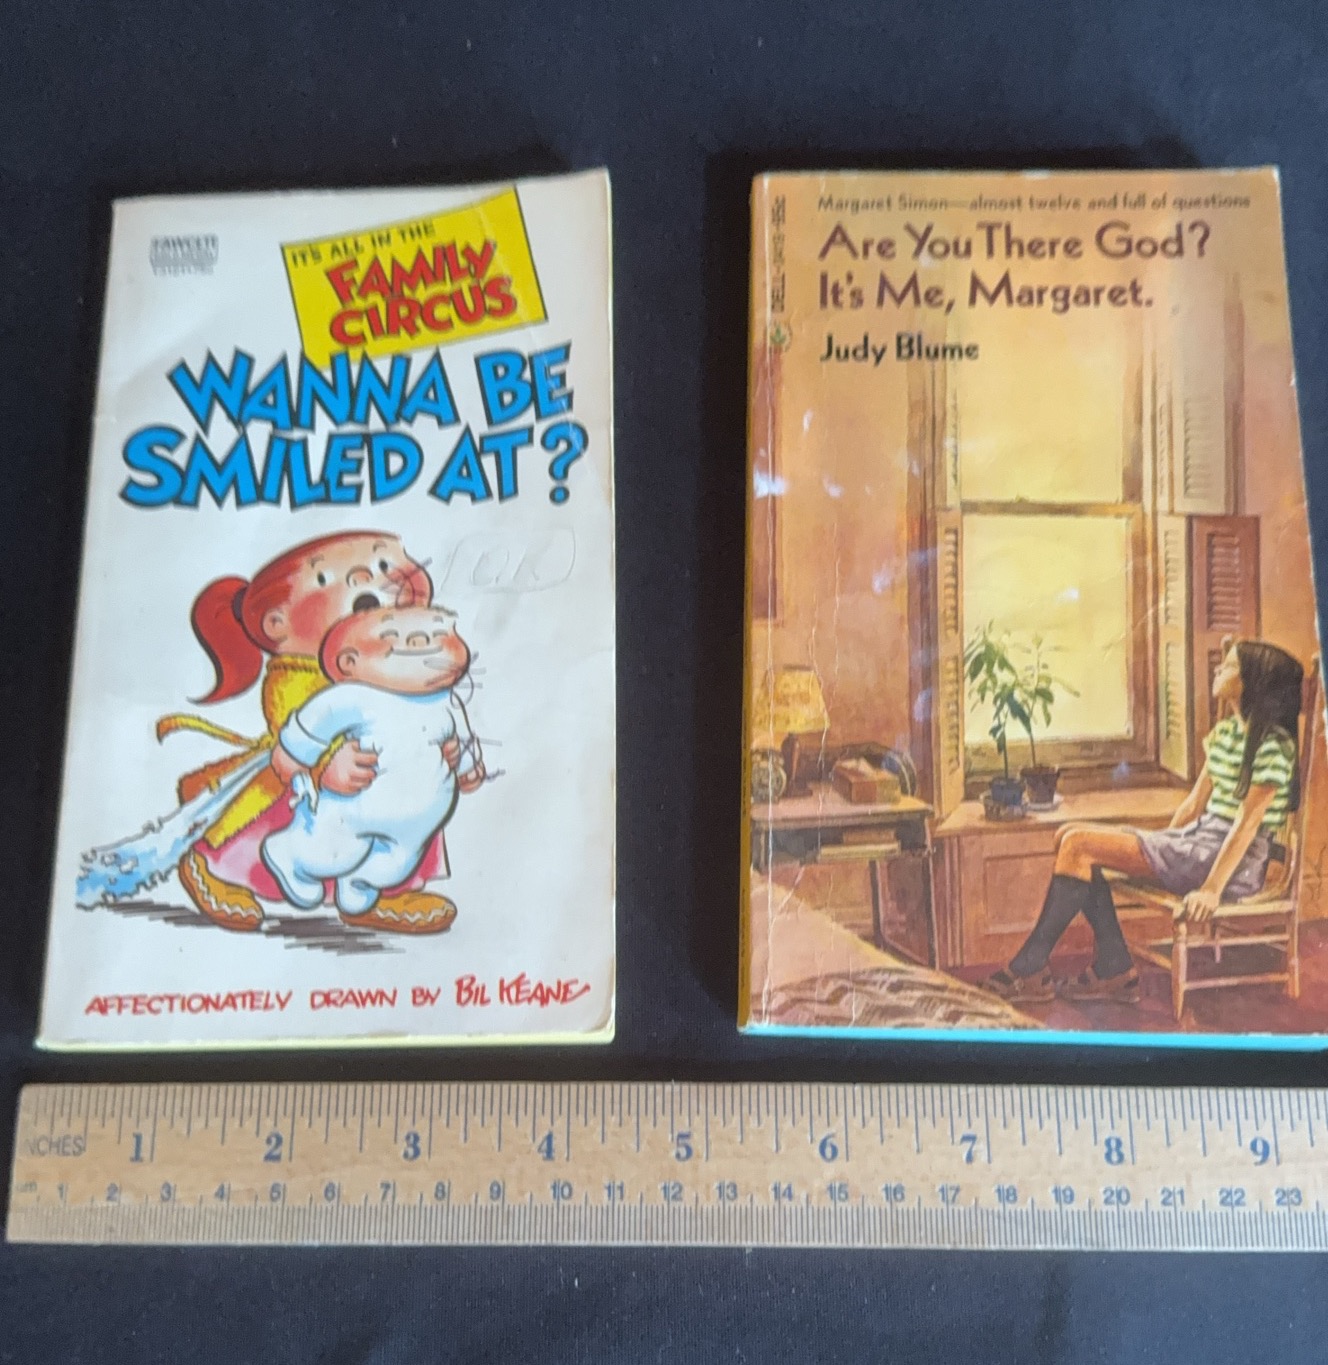 FAWCETT
IT'S ALL IN THE
FAMILY
CIRCUS
WANNA BE
SMILED AT?
AFFECTIONATELY DRAWN BY BIL KEANE
Margaret Simon—almost twelve and full of questions
Are You There God?
It's Me, Margaret.
Judy Blume
DELL
INCHES 1 2 3 4 5 6 7 8 9
cm 1 2 3 4 5 6 7 8 9 10 11 12 13 14 15 16 17 18 19 20 21 22 23